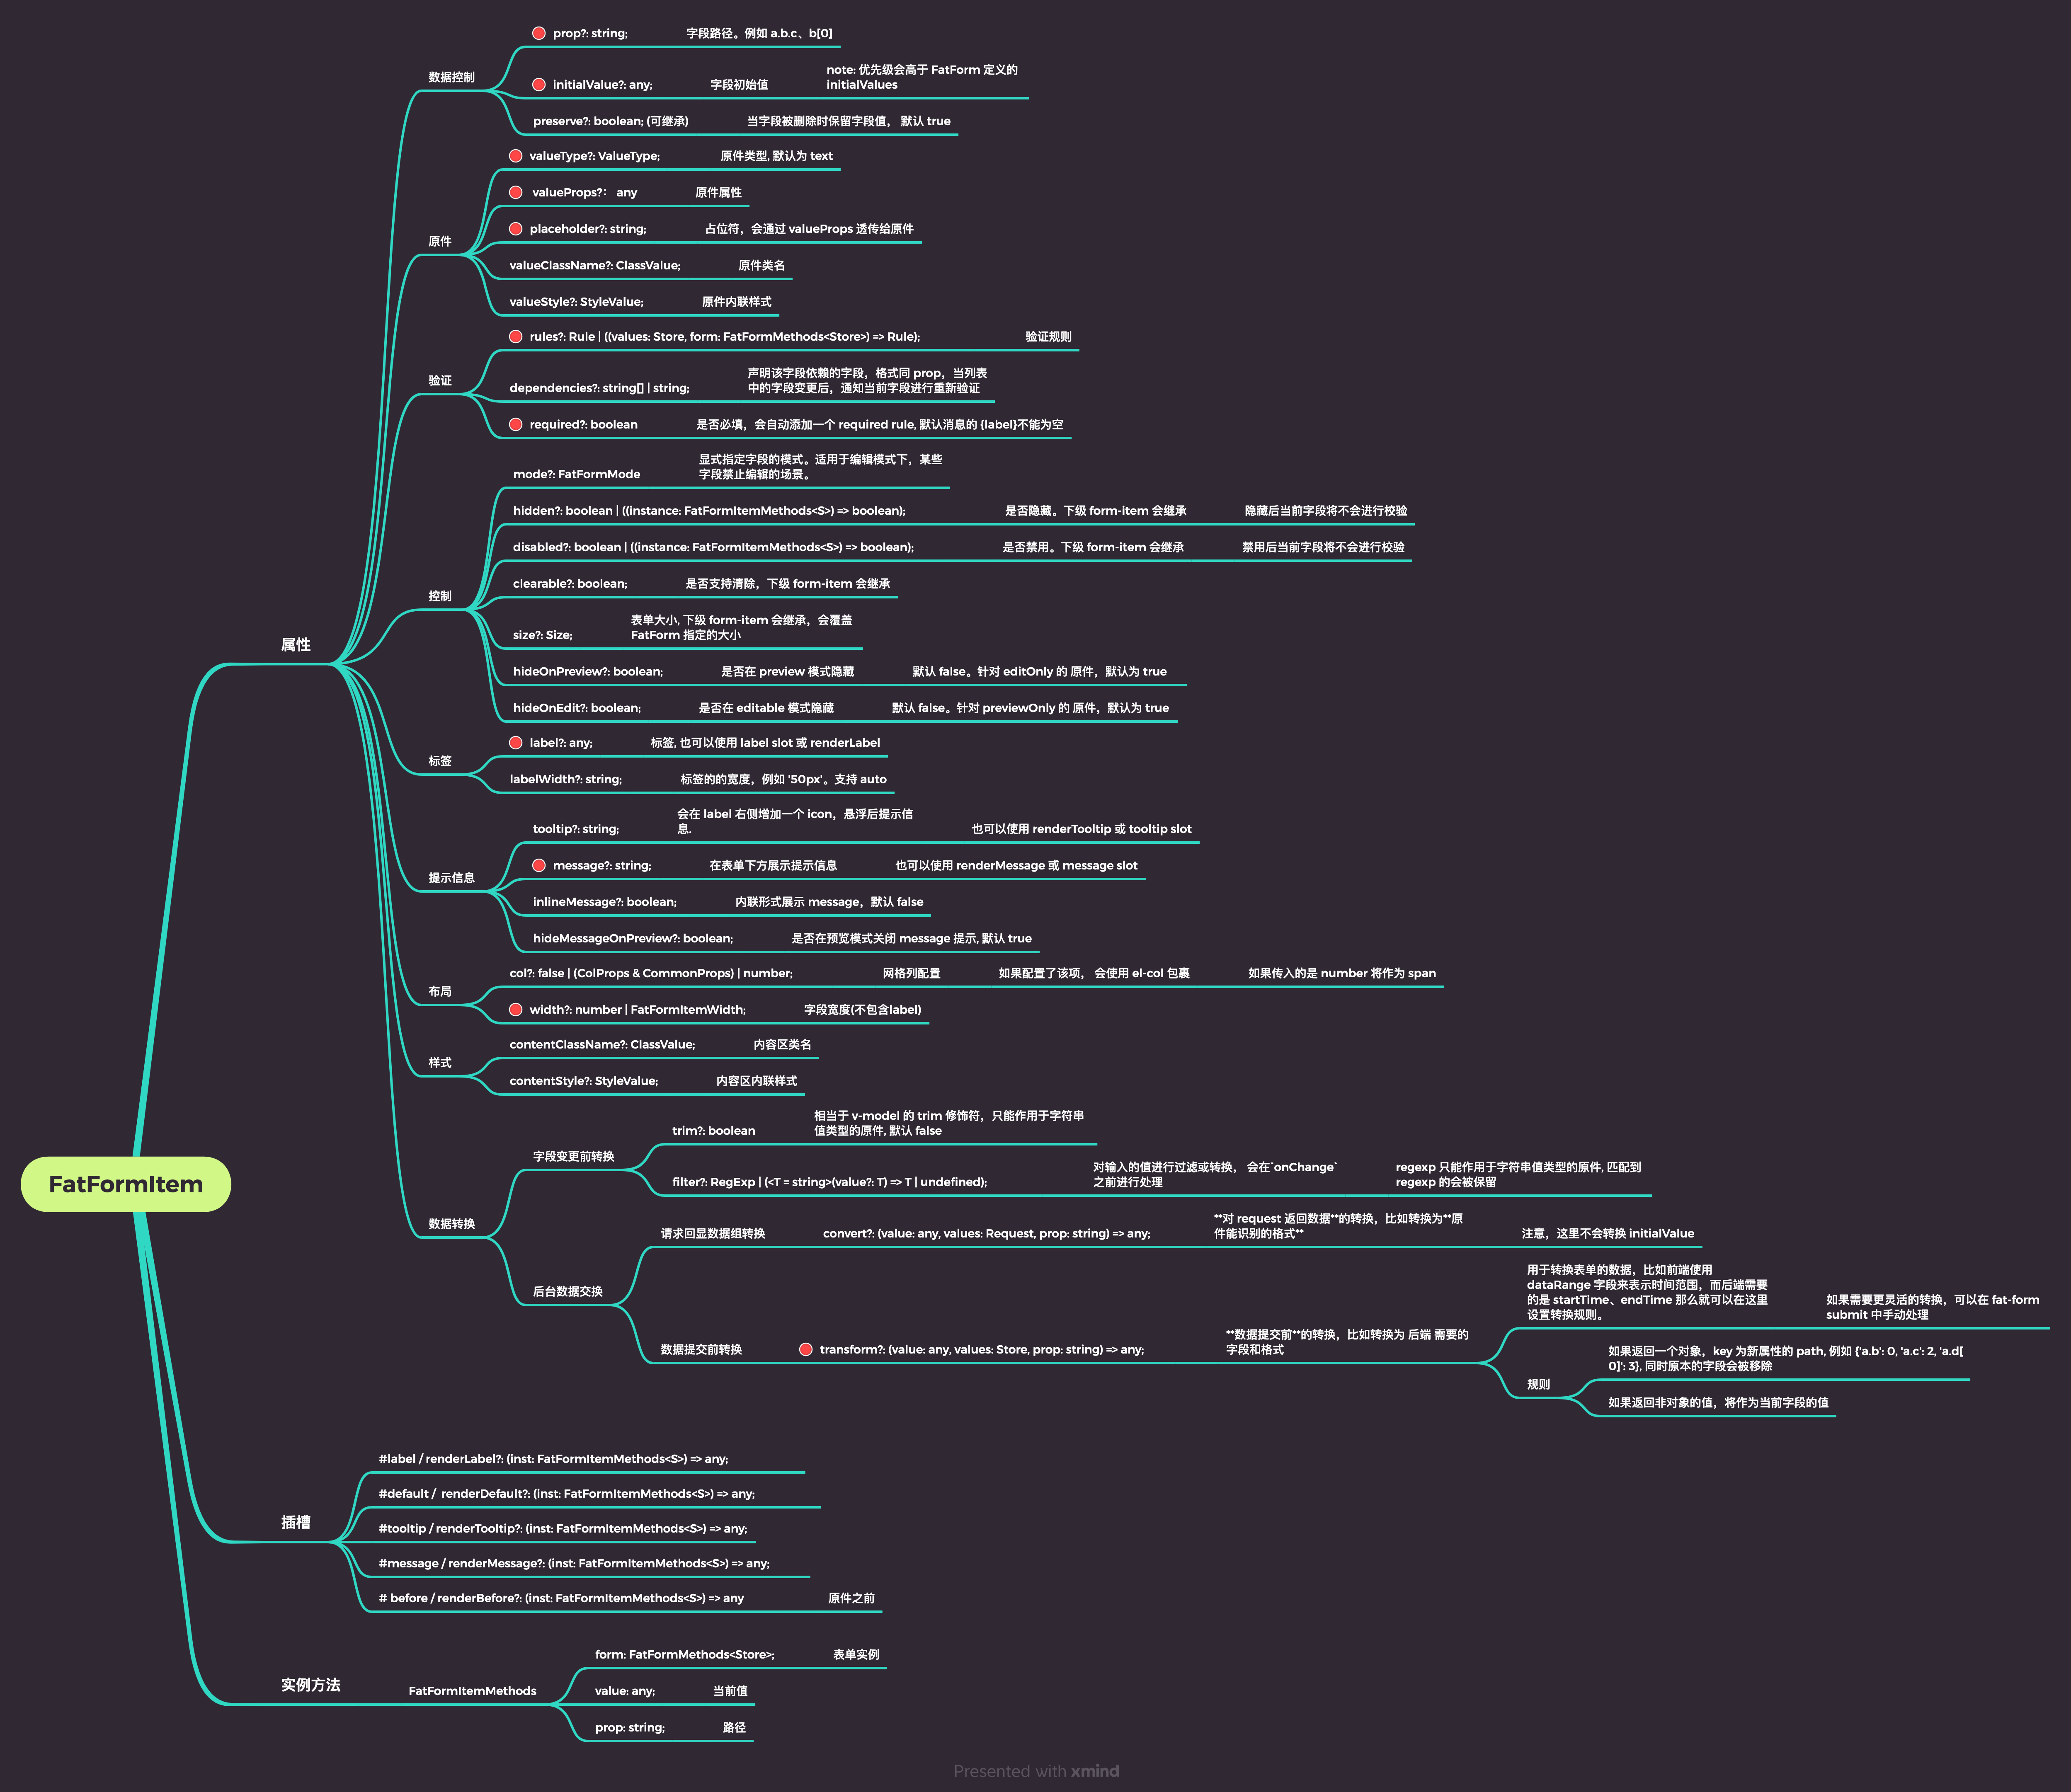 FatFormItem
属性
数据控制
prop?: string;
字段路径。例如 a.b.c、b[0]
initialValue?: any;
字段初始值
note: 优先级会高于 FatForm 定义的
initialValues
preserve?: boolean; (可继承)
当字段被删除时保留字段值， 默认 true
原件
valueType?: ValueType;
原件类型, 默认为 text
valueProps?： any
原件属性
placeholder?: string;
占位符，会通过 valueProps 透传给原件
valueClassName?: ClassValue;
原件类名
valueStyle?: StyleValue;
原件内联样式
验证
rules?: Rule | ((values: Store, form: FatFormMethods<Store>) => Rule);
验证规则
dependencies?: string[] | string;
声明该字段依赖的字段，格式同 prop，当列表
中的字段变更后，通知当前字段进行重新验证
required?: boolean
是否必填，会自动添加一个 required rule, 默认消息的 {label}不能为空
控制
mode?: FatFormMode
显式指定字段的模式。适用于编辑模式下，某些
字段禁止编辑的场景。
hidden?: boolean | ((instance: FatFormItemMethods<S>) => boolean);
是否隐藏。下级 form-item 会继承
隐藏后当前字段将不会进行校验
disabled?: boolean | ((instance: FatFormItemMethods<S>) => boolean);
是否禁用。下级 form-item 会继承
禁用后当前字段将不会进行校验
clearable?: boolean;
是否支持清除，下级 form-item 会继承
size?: Size;
表单大小, 下级 form-item 会继承，会覆盖
FatForm 指定的大小
hideOnPreview?: boolean;
是否在 preview 模式隐藏
默认 false。针对 editOnly 的 原件，默认为 true
hideOnEdit?: boolean;
是否在 editable 模式隐藏
默认 false。针对 previewOnly 的 原件，默认为 true
标签
label?: any;
标签, 也可以使用 label slot 或 renderLabel
labelWidth?: string;
标签的的宽度，例如 '50px'。支持 auto
提示信息
tooltip?: string;
会在 label 右侧增加一个 icon，悬浮后提示信
息.
也可以使用 renderTooltip 或 tooltip slot
message?: string;
在表单下方展示提示信息
也可以使用 renderMessage 或 message slot
inlineMessage?: boolean;
内联形式展示 message，默认 false
hideMessageOnPreview?: boolean;
是否在预览模式关闭 message 提示, 默认 true
布局
col?: false | (ColProps & CommonProps) | number;
网格列配置
如果配置了该项， 会使用 el-col 包裹
如果传入的是 number 将作为 span
width?: number | FatFormItemWidth;
字段宽度(不包含label)
样式
contentClassName?: ClassValue;
内容区类名
contentStyle?: StyleValue;
内容区内联样式
数据转换
字段变更前转换
trim?: boolean
相当于 v-model 的 trim 修饰符，只能作用于字符串
值类型的原件, 默认 false
filter?: RegExp | (<T = string>(value?: T) => T | undefined);
对输入的值进行过滤或转换， 会在`onChange`
之前进行处理
regexp 只能作用于字符串值类型的原件, 匹配到
regexp 的会被保留
后台数据交换
请求回显数据组转换
convert?: (value: any, values: Request, prop: string) => any;
**对 request 返回数据**的转换，比如转换为**原
件能识别的格式**
注意，这里不会转换 initialValue
数据提交前转换
transform?: (value: any, values: Store, prop: string) => any;
**数据提交前**的转换，比如转换为 后端 需要的
字段和格式
用于转换表单的数据，比如前端使用
dataRange 字段来表示时间范围，而后端需要
的是 startTime、endTime 那么就可以在这里
设置转换规则。
如果需要更灵活的转换，可以在 fat-form
submit 中手动处理
规则
如果返回一个对象，key 为新属性的 path, 例如 {'a.b': 0, 'a.c': 2, 'a.d[
0]': 3}, 同时原本的字段会被移除
如果返回非对象的值，将作为当前字段的值
插槽
#label / renderLabel?: (inst: FatFormItemMethods<S>) => any;
#default /  renderDefault?: (inst: FatFormItemMethods<S>) => any;
#tooltip / renderTooltip?: (inst: FatFormItemMethods<S>) => any;
#message / renderMessage?: (inst: FatFormItemMethods<S>) => any;
# before / renderBefore?: (inst: FatFormItemMethods<S>) => any
原件之前
实例方法
FatFormItemMethods
form: FatFormMethods<Store>;
表单实例
value: any;
当前值
prop: string;
路径
Presented with xmind